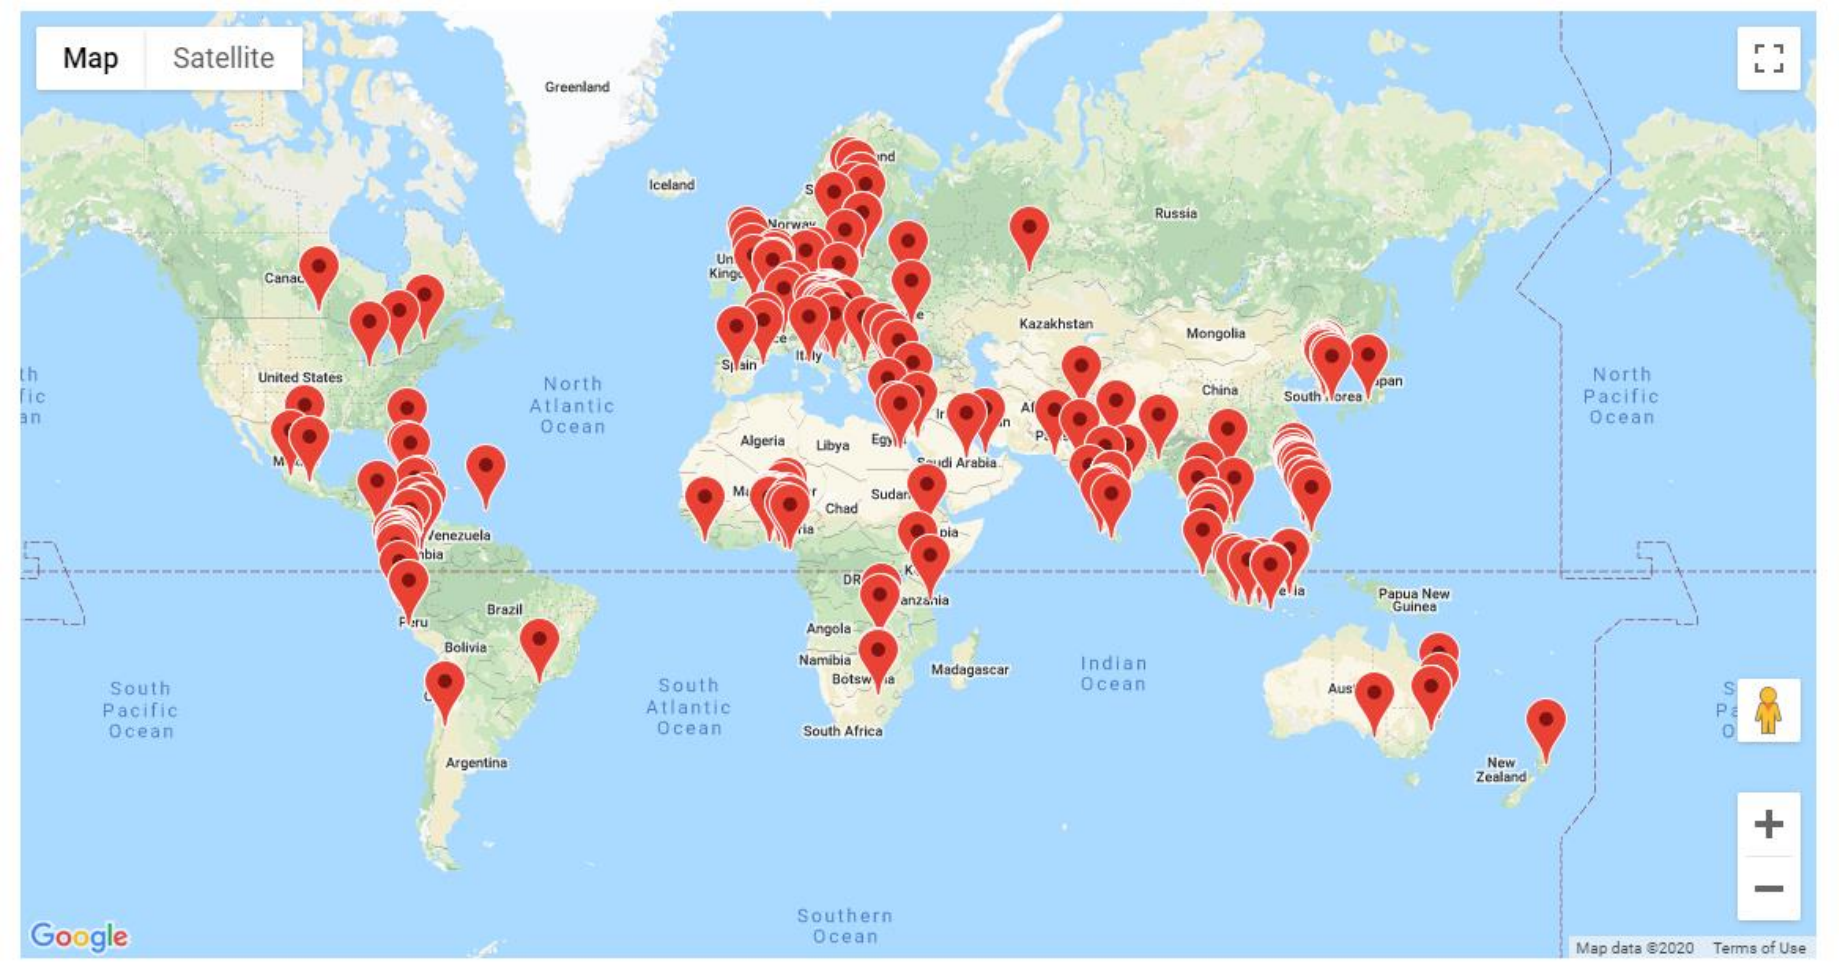 Map
Satellite
Greenland
Iceland
Norway
Russia
Kazakhstan
Mongolia
China
South Korea
United States
Spain
Italy
North
Atlantic
Ocean
North
Pacific
Ocean
Algeria
Libya
Saudi Arabia
Chad
Venezuela
Brazil
Peru
Bolivia
Angola
Namibia
Madagascar
Papua New
Guinea
Indian
Ocean
South
Pacific
Ocean
South
Atlantic
Ocean
South Africa
Argentina
New
Zealand
Southern
Ocean
Google
Map data ©2020
Terms of Use